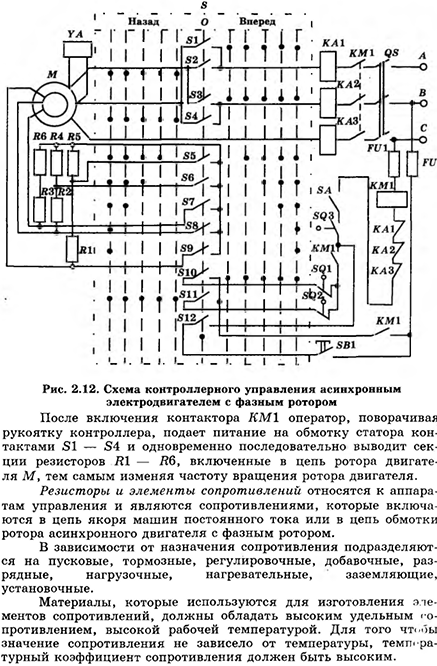 S
Назад O Вперед
YA
S1
KA1 KM1 QS
M S2 A
S3 KA2 B
S4 KA3 C
R6 R4 R5
S5 FU1 FU
SA KM1
S6
R3 R2 S7 SQ3 KA1
S8 KM1 KA2
R1 S9 KA3
S10 SQ1
S11 SQ2
S12 KM1
SB1
Рис. 2.12. Схема контроллерного управления асинхронным
электродвигателем с фазным ротором
После включения контактора KM1 оператор, поворачивая
рукоятку контроллера, подает питание на обмотку статора кон-
тактами S1 — S4 и одновременно последовательно выводит сек-
ции резисторов R1 — R6, включенные в цепь ротора двигате-
ля M, тем самым изменяя частоту вращения ротора двигателя.
Резисторы и элементы сопротивлений относятся к аппара-
там управления и являются сопротивлениями, которые включа-
ются в цепь якоря машин постоянного тока или в цепь обмотки
ротора асинхронного двигателя с фазным ротором.
В зависимости от назначения сопротивления подразделяют-
ся на пусковые, тормозные, регулировочные, добавочные, раз-
рядные, нагрузочные, нагревательные, заземляющие,
установочные.
Материалы, которые используются для изготовления эле-
ментов сопротивлений, должны обладать высоким удельным со-
противлением, высокой рабочей температурой. Для того чтобы
значение сопротивления не зависело от температуры, темпера-
турный коэффициент сопротивления должен быть высоким.